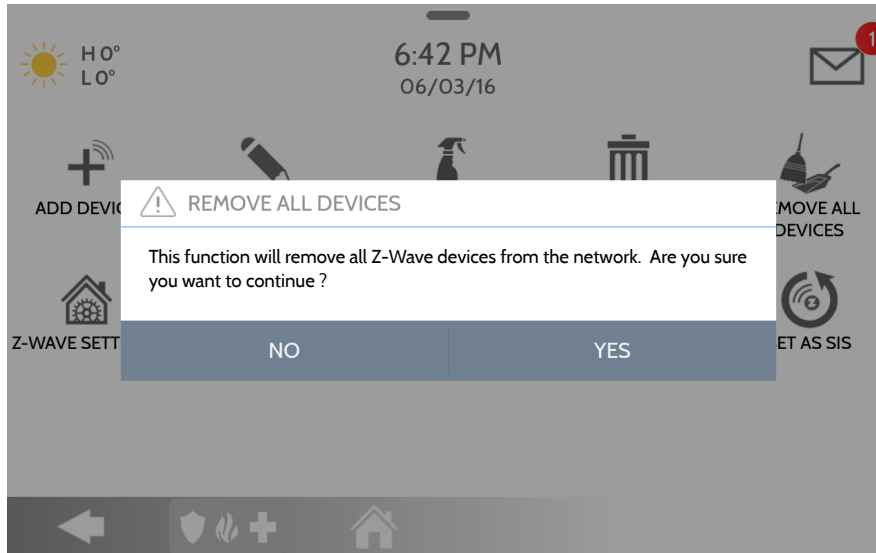 H 0°
L 0°
6:42 PM
06/03/16
1
ADD DEVIC
MOVE ALL
DEVICES
REMOVE ALL DEVICES
This function will remove all Z-Wave devices from the network. Are you sure
you want to continue ?
Z-WAVE SETT
ET AS SIS
NO
YES